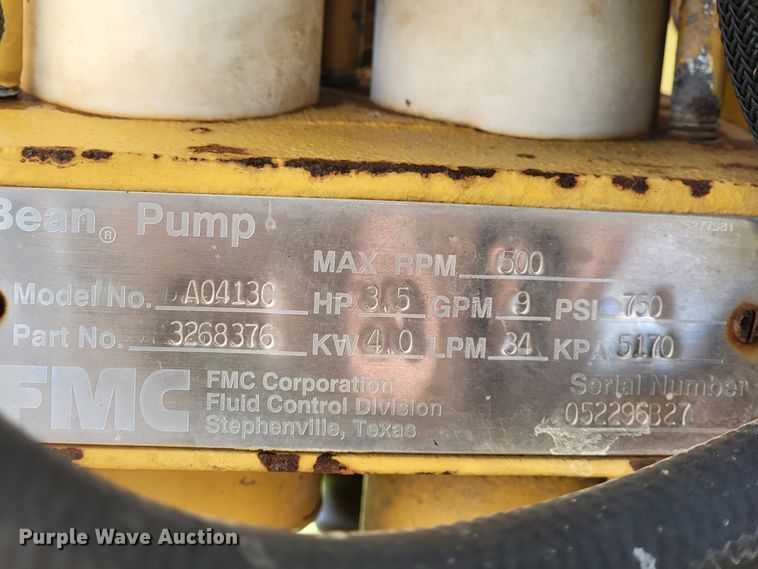 Bean® Pump
5277981
MAX RPM 500
Model No. A0413C HP 3.5 GPM 9 PSI 750
Part No. 3268376 KW 4.0 LPM 34 KPA 5170
FMC
FMC Corporation
Fluid Control Division
Stephenville, Texas
Serial Number
052296B27
Purple Wave Auction